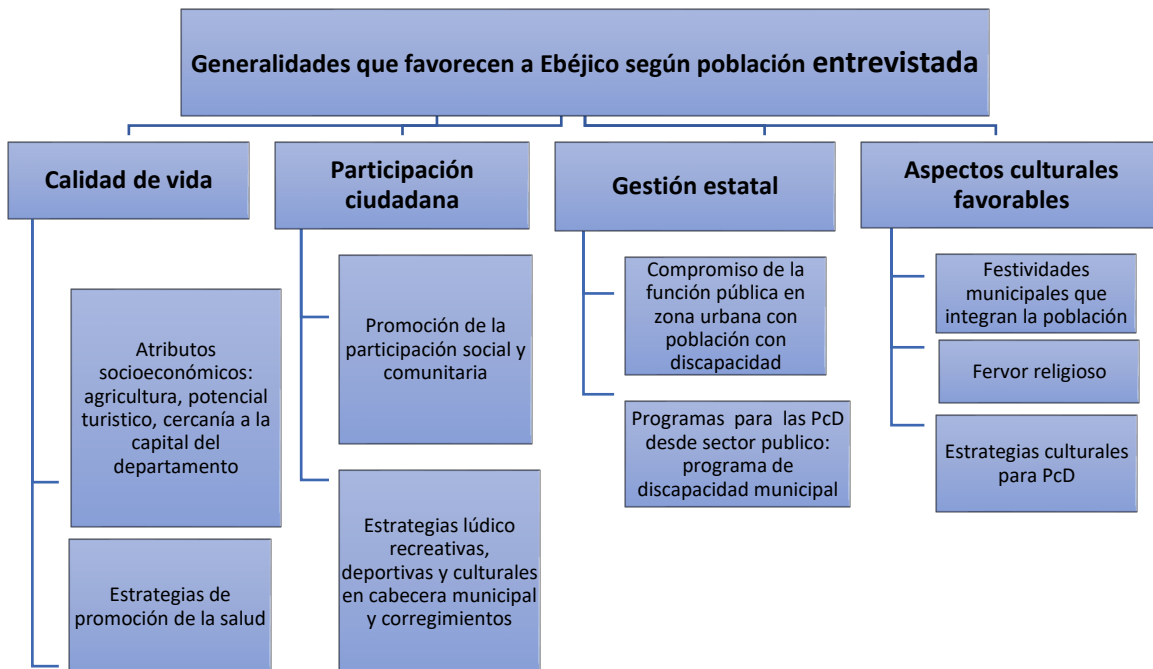 Generalidades que favorecen a Ebéjico según población entrevistada
Calidad de vida
Atributos
socioeconómicos:
agricultura, potencial
turistico, cercanía a la
capital del
departamento
Estrategias de
promoción de la salud
Participación
ciudadana
Promoción de la
participación social y
comunitaria
Estrategias lúdico
recreativas,
deportivas y culturales
en cabecera municipal
y corregimientos
Gestión estatal
Compromiso de la
función pública en
zona urbana con
población con
discapacidad
Programas para las PcD
desde sector publico:
programa de
discapacidad municipal
Aspectos culturales
favorables
Festividades
municipales que
integran la población
Fervor religioso
Estrategias culturales
para PcD